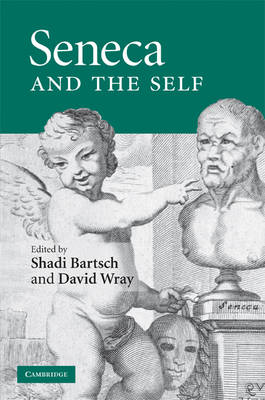 Seneca
AND THE SELF
Edited by
Shadi Bartsch
and David Wray
CAMBRIDGE
Seneca